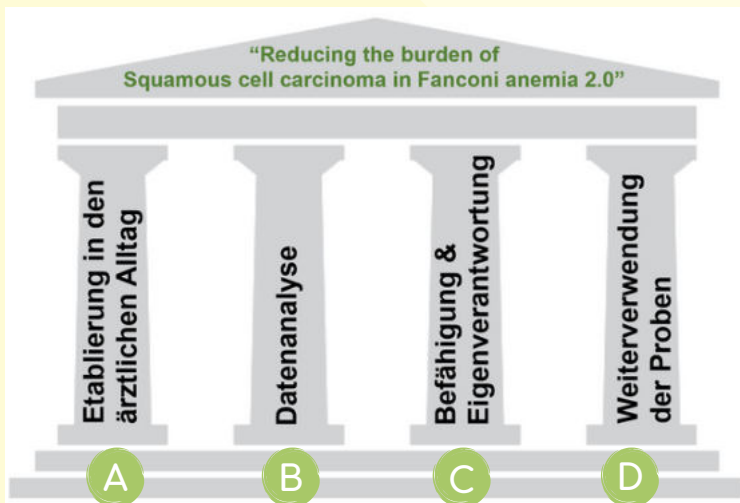 “Reducing the burden of
Squamous cell carcinoma in Fanconi anemia 2.0”
Etablierung in den
ärztlichen Alltag
Datenanalyse
Befähigung &
Eigenverantwortung
Weiterverwendung
der Proben
A
B
C
D